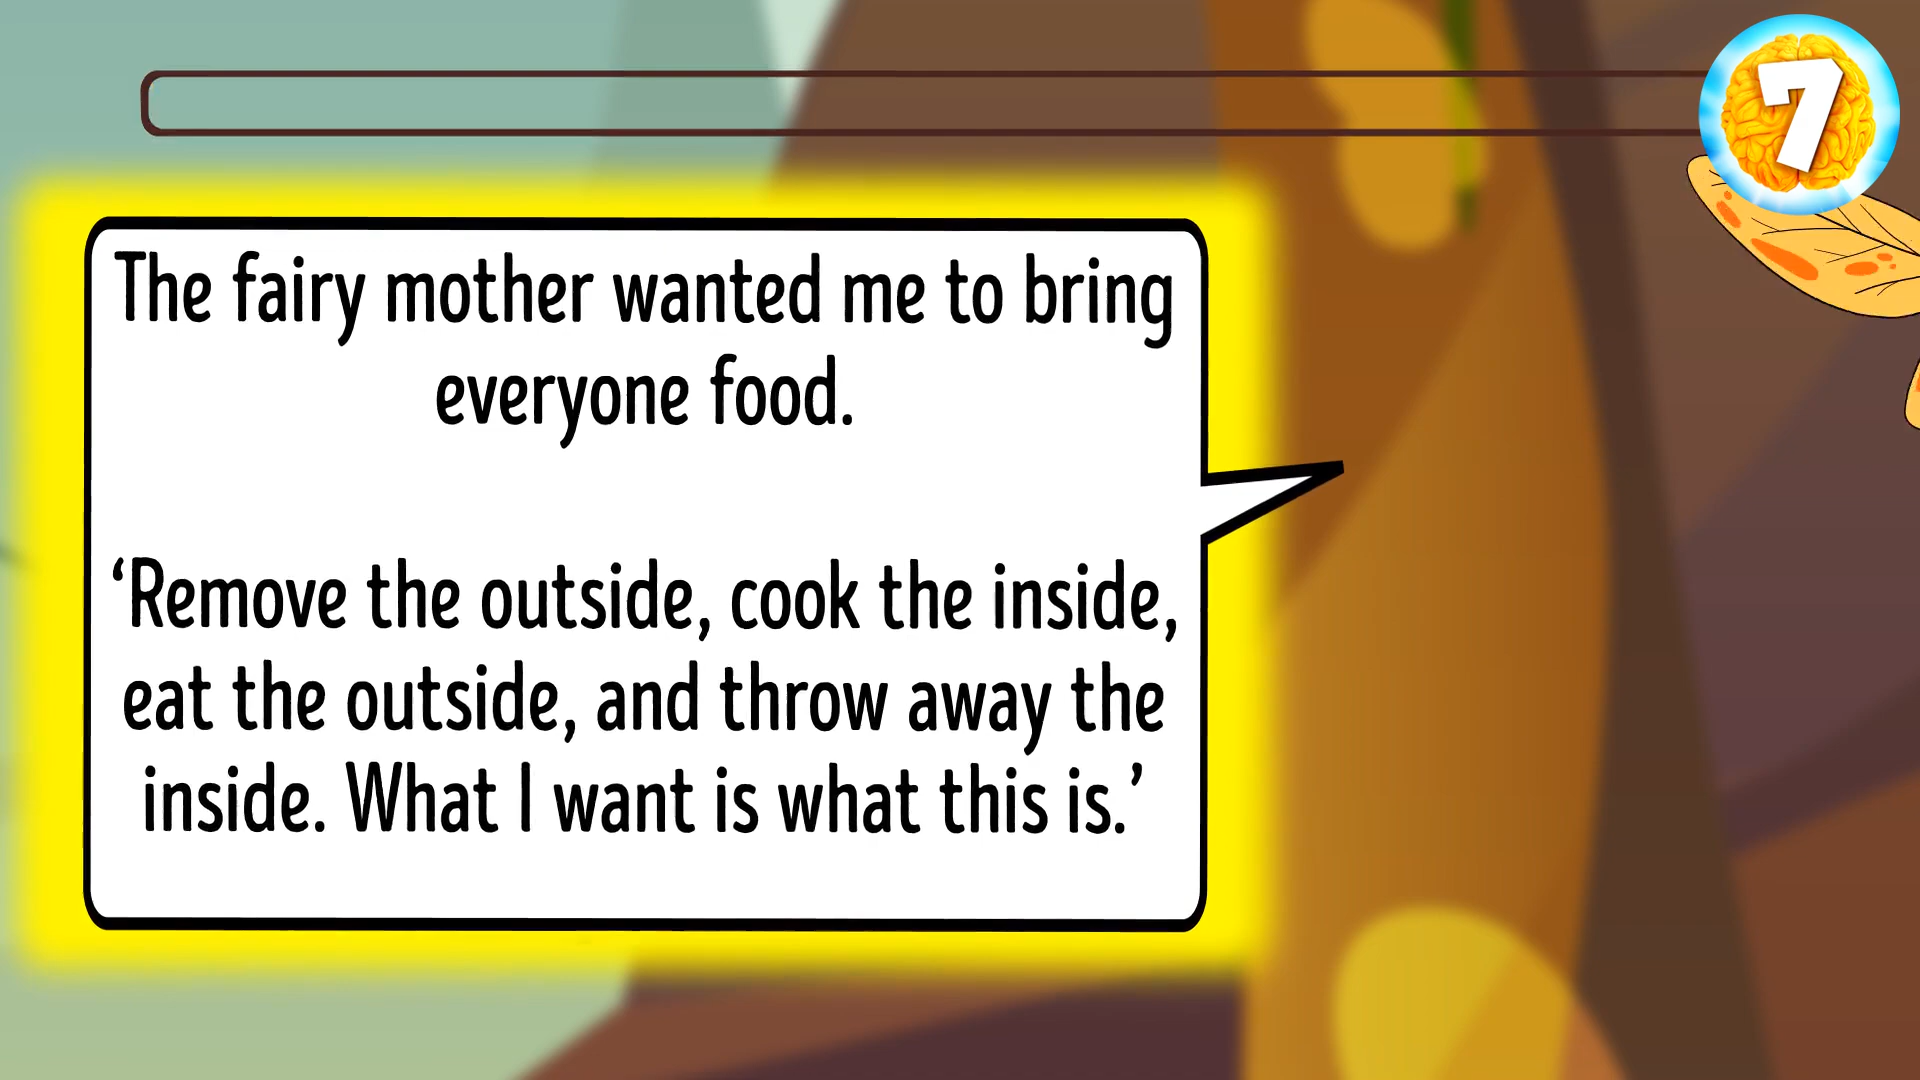 7
The fairy mother wanted me to bring
everyone food.
‘Remove the outside, cook the inside,
eat the outside, and throw away the
inside. What I want is what this is.’